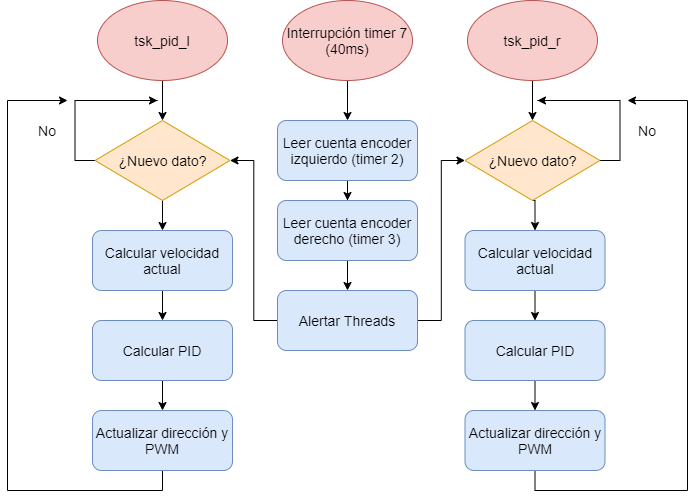 tsk_pid_l
Interrupción timer 7
(40ms)
tsk_pid_r
No
No
¿Nuevo dato?
Leer cuenta encoder
izquierdo (timer 2)
¿Nuevo dato?
Leer cuenta encoder
derecho (timer 3)
Calcular velocidad
actual
Calcular velocidad
actual
Alertar Threads
Calcular PID
Calcular PID
Actualizar dirección y
PWM
Actualizar dirección y
PWM